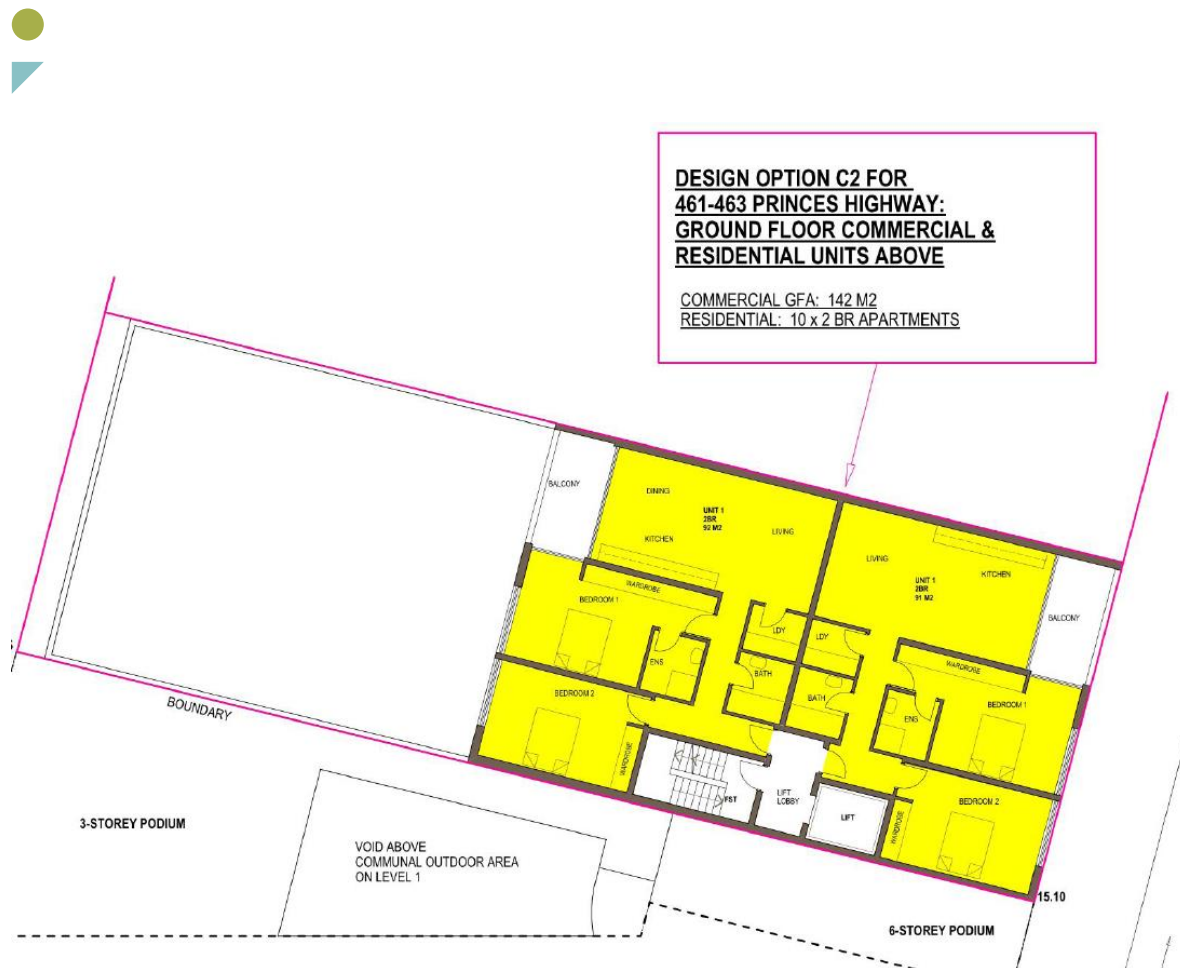 DESIGN OPTION C2 FOR
461-463 PRINCES HIGHWAY:
GROUND FLOOR COMMERCIAL &
RESIDENTIAL UNITS ABOVE
COMMERCIAL GFA: 142 M2
RESIDENTIAL: 10 x 2 BR APARTMENTS
BALCONY
DINING
UNIT 1
2BR
92 M2
LIVING
KITCHEN
LIVING
KITCHEN
UNIT 1
2BR
91 M2
BALCONY
WARDROBE
BEDROOM 1
LDY
LDY
ENS
BATH
BATH
WARDROBE
BEDROOM 1
ENS
BEDROOM 2
WARDROBE
BOUNDARY
FST
LIFT
LOBBY
LIFT
WARDROBE
BEDROOM 2
3-STOREY PODIUM
VOID ABOVE
COMMUNAL OUTDOOR AREA
ON LEVEL 1
15.10
6-STOREY PODIUM